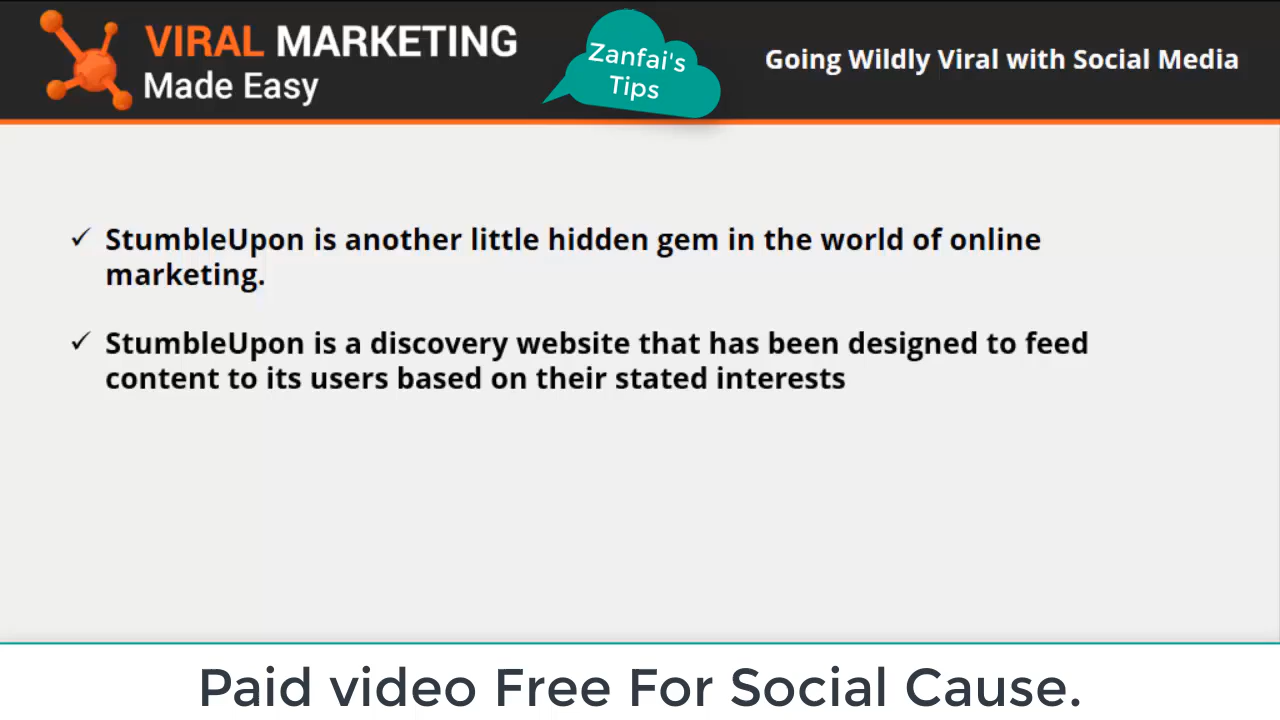 VIRAL MARKETING
Made Easy
Zanfai's
Tips
Going Wildly Viral with Social Media
✓ StumbleUpon is another little hidden gem in the world of online
marketing.
✓ StumbleUpon is a discovery website that has been designed to feed
content to its users based on their stated interests
Paid video Free For Social Cause.